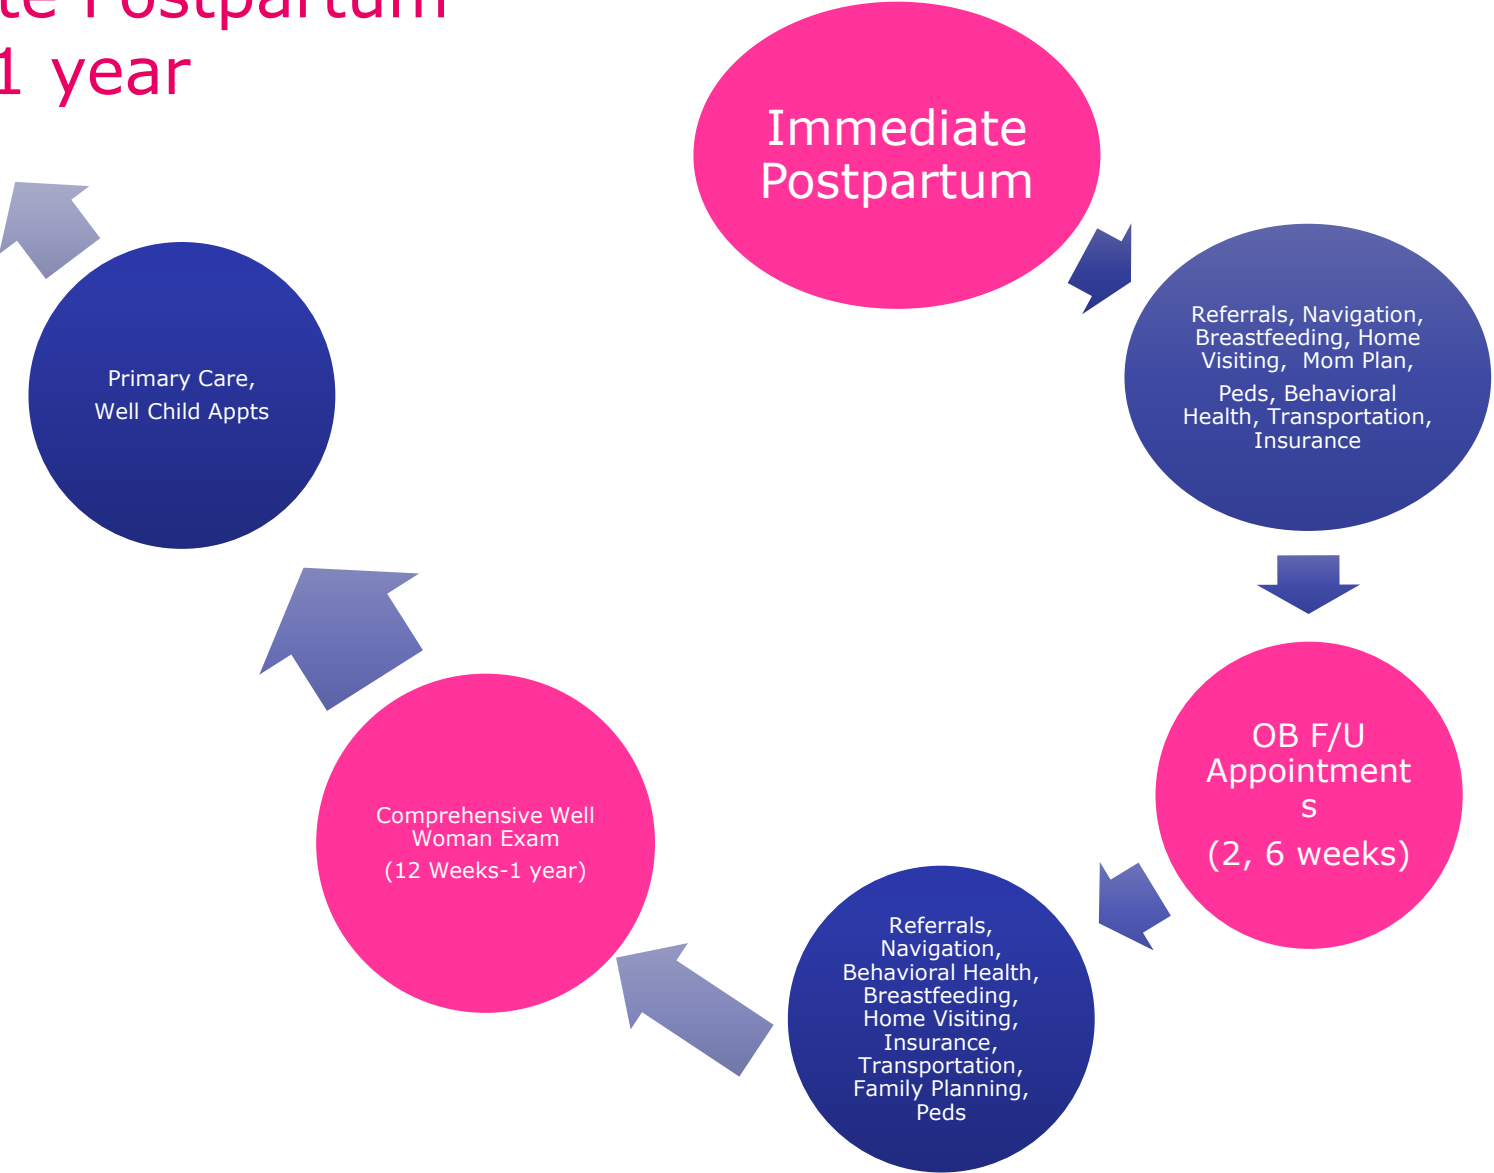 Postpartum
1 year
Immediate
Postpartum
Referrals, Navigation,
Breastfeeding, Home
Visiting, Mom Plan,
Peds, Behavioral
Health, Transportation,
Insurance
OB F/U
Appointment
s
(2, 6 weeks)
Referrals,
Navigation,
Behavioral Health,
Breastfeeding,
Home Visiting,
Insurance,
Transportation,
Family Planning,
Peds
Comprehensive Well
Woman Exam
(12 Weeks-1 year)
Primary Care,
Well Child Appts